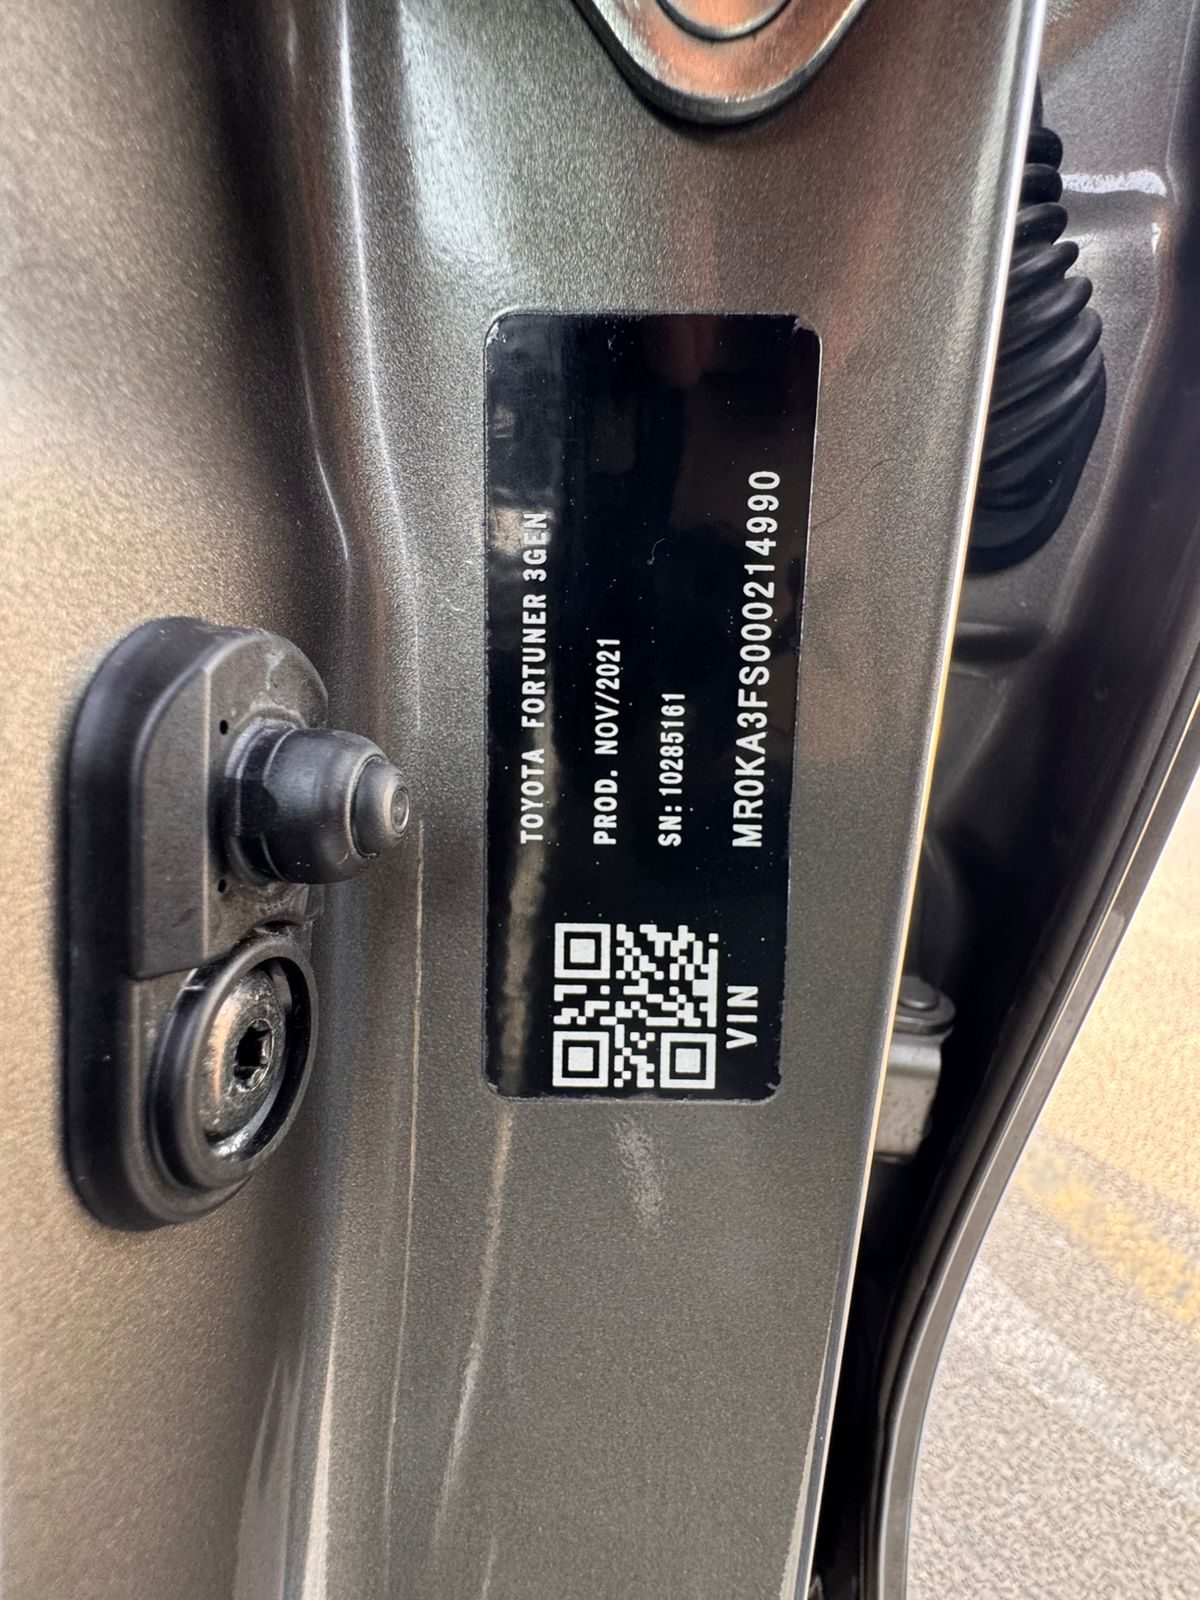 TOYOTA FORTUNER 3GEN
PROD. NOV/2021
SN: 10285161
VIN MR0KA3FS000214990